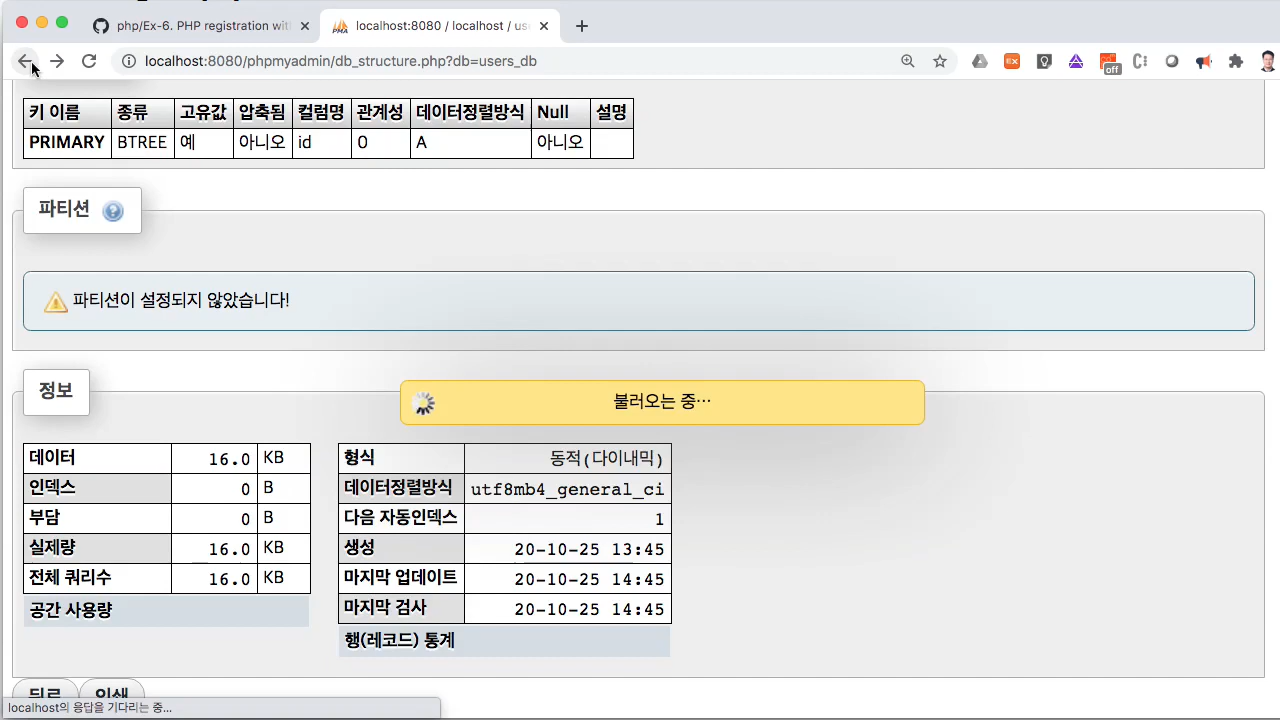 php/Ex-6. PHP registration wit
localhost:8080 / localhost / use
localhost:8080/phpmyadmin/db_structure.php?db=users_db
off
키 이름 종류 고유값 압축됨 컬럼명 관계성 데이터정렬방식 Null 설명
PRIMARY BTREE 예 아니오 id 0 A 아니오
파티션
파티션이 설정되지 않았습니다!
정보
불러오는 중…
데이터 16.0 KB
인덱스 0 B
부담 0 B
실제량 16.0 KB
전체 쿼리수 16.0 KB
공간 사용량
형식 동적(다이내믹)
데이터정렬방식 utf8mb4_general_ci
다음 자동인덱스 1
생성 20-10-25 13:45
마지막 업데이트 20-10-25 14:45
마지막 검사 20-10-25 14:45
행(레코드) 통계
뒤로 인쇄
localhost의 응답을 기다리는 중...